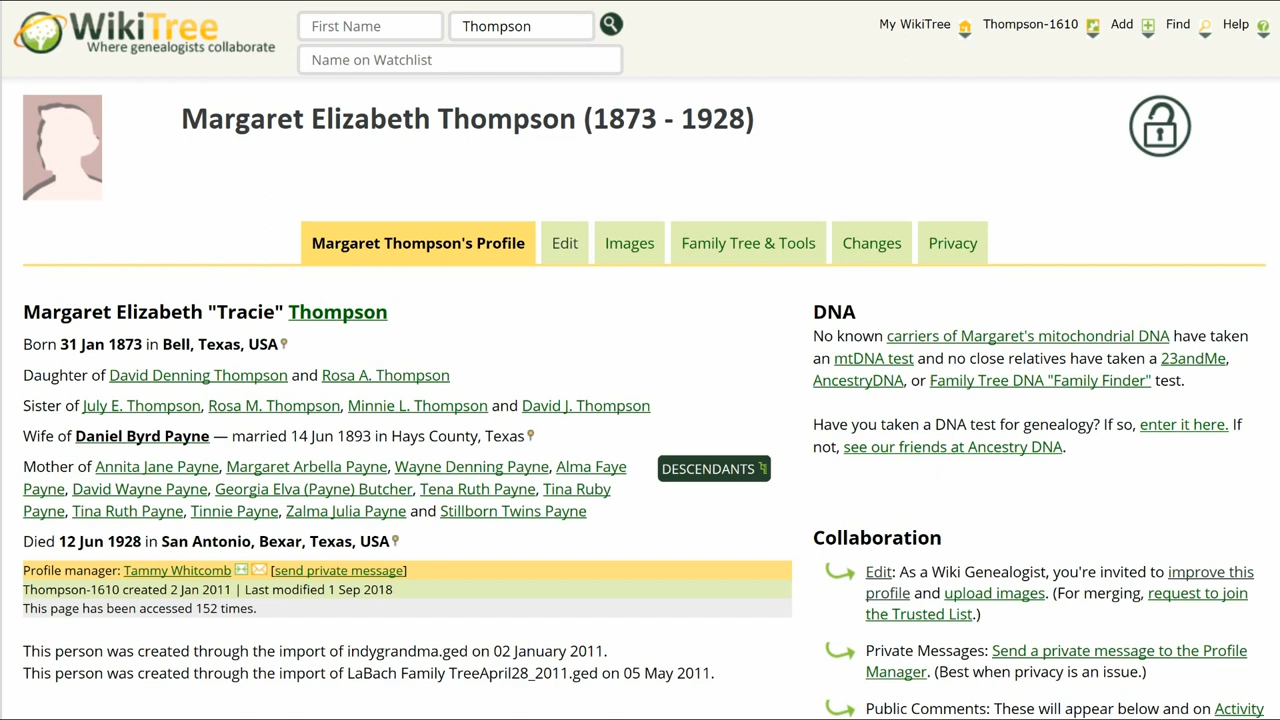 WikiTree
Where genealogists collaborate
First Name
Thompson
Name on Watchlist
My WikiTree
Thompson-1610
Add
Find
Help
Margaret Elizabeth Thompson (1873 - 1928)
Margaret Thompson's Profile
Edit
Images
Family Tree & Tools
Changes
Privacy
Margaret Elizabeth "Tracie" Thompson
Born 31 Jan 1873 in Bell, Texas, USA
Daughter of David Denning Thompson and Rosa A. Thompson
Sister of July E. Thompson, Rosa M. Thompson, Minnie L. Thompson and David J. Thompson
Wife of Daniel Byrd Payne — married 14 Jun 1893 in Hays County, Texas
Mother of Annita Jane Payne, Margaret Arbella Payne, Wayne Denning Payne, Alma Faye
Payne, David Wayne Payne, Georgia Elva (Payne) Butcher, Tena Ruth Payne, Tina Ruby
Payne, Tina Ruth Payne, Tinnie Payne, Zalma Julia Payne and Stillborn Twins Payne
DESCENDANTS
Died 12 Jun 1928 in San Antonio, Bexar, Texas, USA
Profile manager: Tammy Whitcomb [send private message]
Thompson-1610 created 2 Jan 2011 | Last modified 1 Sep 2018
This page has been accessed 152 times.
This person was created through the import of indygrandma.ged on 02 January 2011.
This person was created through the import of LaBach Family TreeApril28_2011.ged on 05 May 2011.
DNA
No known carriers of Margaret's mitochondrial DNA have taken
an mtDNA test and no close relatives have taken a 23andMe,
AncestryDNA, or Family Tree DNA "Family Finder" test.
Have you taken a DNA test for genealogy? If so, enter it here. If
not, see our friends at Ancestry DNA.
Collaboration
Edit: As a Wiki Genealogist, you're invited to improve this
profile and upload images. (For merging, request to join
the Trusted List.)
Private Messages: Send a private message to the Profile
Manager. (Best when privacy is an issue.)
Public Comments: These will appear below and on Activity